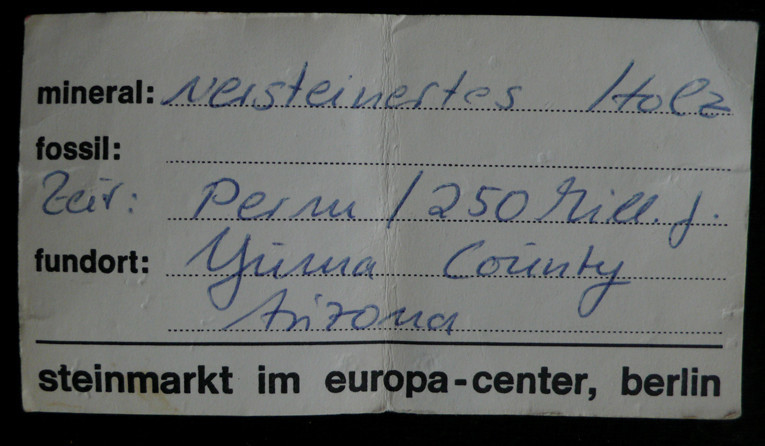 mineral: versteinertes Holz
fossil:
Zeit: Perm / 250 Mill. J.
fundort: Yuma County
Arizona
steinmarkt im europa-center, berlin